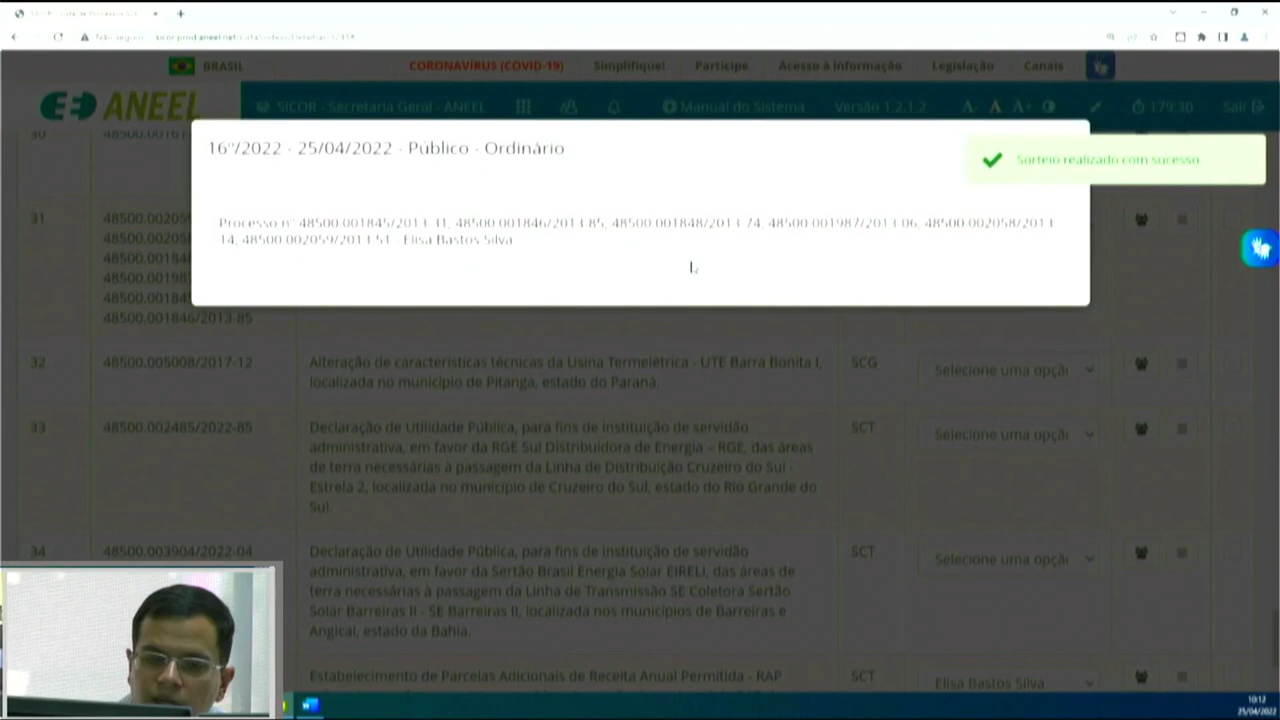 Não seguro
BRASIL
CORONAVÍRUS (COVID-19)
Simplifique!
Participe
Acesso à Informação
Legislação
Canais
ANEEL
SICOR - Secretaria Geral - ANEEL
Manual do Sistema
Versão 1.2.1.2
A-
A
A+
179:30
Sair
16º/2022 - 25/04/2022 - Público - Ordinário
Sorteio realizado com sucesso
Processo nº 48500.001845/2013-31, 48500.001846/2013-85, 48500.001848/2013-74, 48500.001987/2013-06, 48500.002058/2013-
14, 48500.002059/2013-51 - Elisa Bastos Silva
30
31
48500.001846/2013-85
32
48500.005008/2017-12
Alteração de características técnicas da Usina Termelétrica - UTE Barra Bonita I,
localizada no município de Pitanga, estado do Paraná.
SCG
Selecione uma opçã
33
48500.002485/2022-85
Declaração de Utilidade Pública, para fins de instituição de servidão
administrativa, em favor da RGE Sul Distribuidora de Energia – RGE, das áreas
de terra necessárias à passagem da Linha de Distribuição Cruzeiro do Sul -
Estrela 2, localizada no município de Cruzeiro do Sul, estado do Rio Grande do
Sul.
SCT
Selecione uma opçã
34
48500.003904/2022-04
Declaração de Utilidade Pública, para fins de instituição de servidão
administrativa, em favor da Sertão Brasil Energia Solar EIRELI, das áreas de
terra necessárias à passagem da Linha de Transmissão SE Coletora Sertão
Solar Barreiras II - SE Barreiras II, localizada nos municípios de Barreiras e
Angical, estado da Bahia.
SCT
Selecione uma opçã
Estabelecimento de Parcelas Adicionais de Receita Anual Permitida - RAP
SCT
Elisa Bastos Silva
10:12
25/04/2022